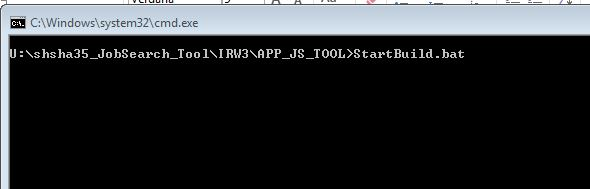 C:\Windows\system32\cmd.exe
U:\shsha35_JobSearch_Tool\IRW3\APP_JS_TOOL>StartBuild.bat